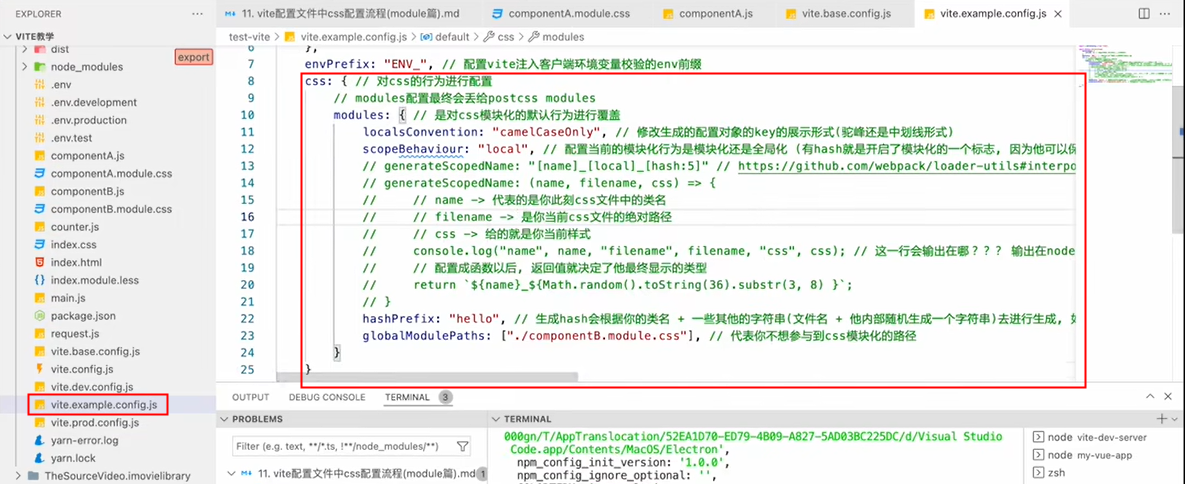 EXPLORER
···
11. vite配置文件中css配置流程(module篇).md
componentA.module.css
componentA.js
vite.base.config.js
vite.example.config.js
VITE教学
test-vite > vite.example.config.js > default > css > modules
dist
node_modules
export
.env
.env.development
.env.production
.env.test
componentA.js
componentA.module.css
componentB.js
componentB.module.css
counter.js
index.css
index.html
index.module.less
main.js
package.json
request.js
vite.base.config.js
vite.config.js
vite.dev.config.js
vite.example.config.js
vite.prod.config.js
yarn-error.log
yarn.lock
TheSourceVideo.imovielibrary
6 },
7 envPrefix: "ENV_", // 配置vite注入客户端环境变量校验的env前缀
8 css: { // 对css的行为进行配置
9 // modules配置最终会丢给postcss modules
10 modules: { // 是对css模块化的默认行为进行覆盖
11 localsConvention: "camelCaseOnly", // 修改生成的配置对象的key的展示形式(驼峰还是中划线形式)
12 scopeBehaviour: "local", // 配置当前的模块化行为是模块化还是全局化 (有hash就是开启了模块化的一个标志, 因为他可以保
13 // generateScopedName: "[name]_[local]_[hash:5]" // https://github.com/webpack/loader-utils#interpo
14 // generateScopedName: (name, filename, css) => {
15 // // name -> 代表的是你此刻css文件中的类名
16 // // filename -> 是你当前css文件的绝对路径
17 // // css -> 给的就是你当前样式
18 // console.log("name", name, "filename", filename, "css", css); // 这一行会输出在哪？？？ 输出在node
19 // // 配置成函数以后, 返回值就决定了他最终显示的类型
20 // return `${name}_${Math.random().toString(36).substr(3, 8) }`;
21 // }
22 hashPrefix: "hello", // 生成hash会根据你的类名 + 一些其他的字符串(文件名 + 他内部随机生成一个字符串)去进行生成, 如
23 globalModulePaths: ["./componentB.module.css"], // 代表你不想参与到css模块化的路径
24 }
25 }
OUTPUT
DEBUG CONSOLE
TERMINAL
3
PROBLEMS
Filter (e.g. text, **/*.ts, !**/node_modules/**)
11. vite配置文件中css配置流程(module篇).md
1
TERMINAL
000gn/T/AppTranslocation/52EA1D70-ED79-4B09-A827-5AD03BC225DC/d/Visual Studio
Code.app/Contents/MacOS/Electron',
npm_config_init_version: '1.0.0',
npm_config_ignore_optional: '',
node vite-dev-server
node my-vue-app
zsh